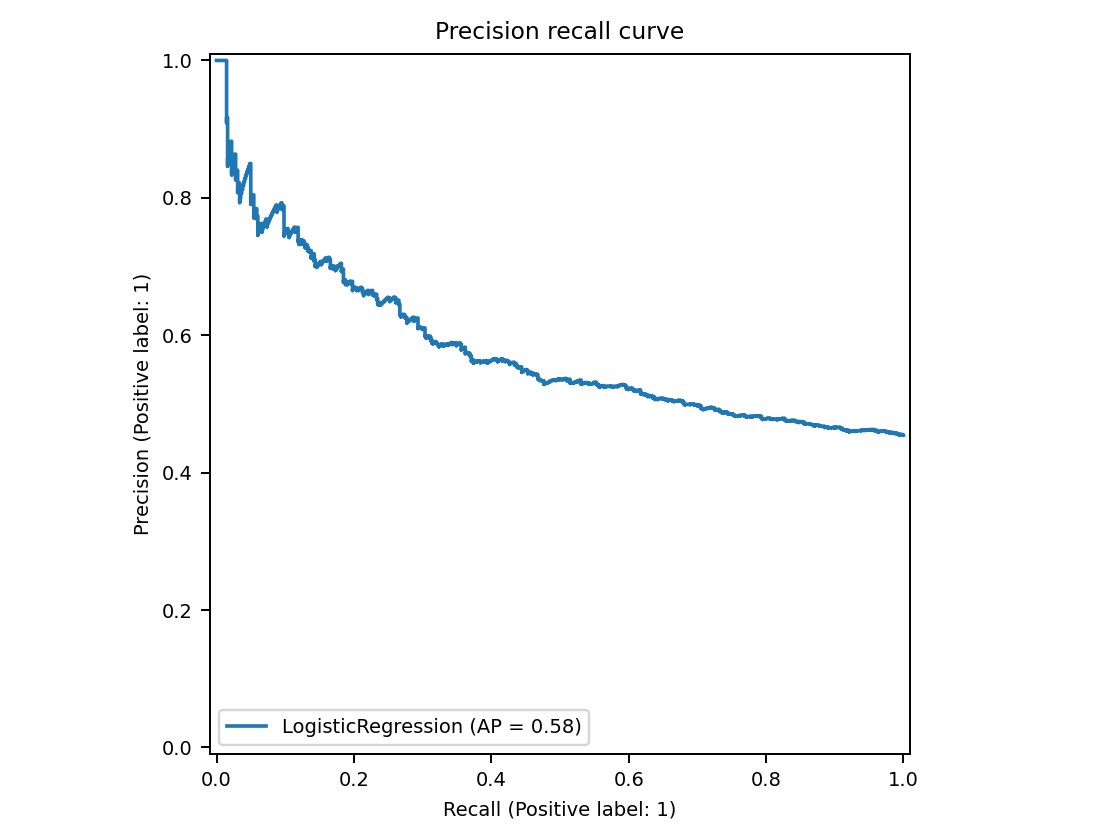 Precision recall curve
1.0
0.8
0.6
0.4
0.2
0.0
Precision (Positive label: 1)
LogisticRegression (AP = 0.58)
0.0 0.2 0.4 0.6 0.8 1.0
Recall (Positive label: 1)